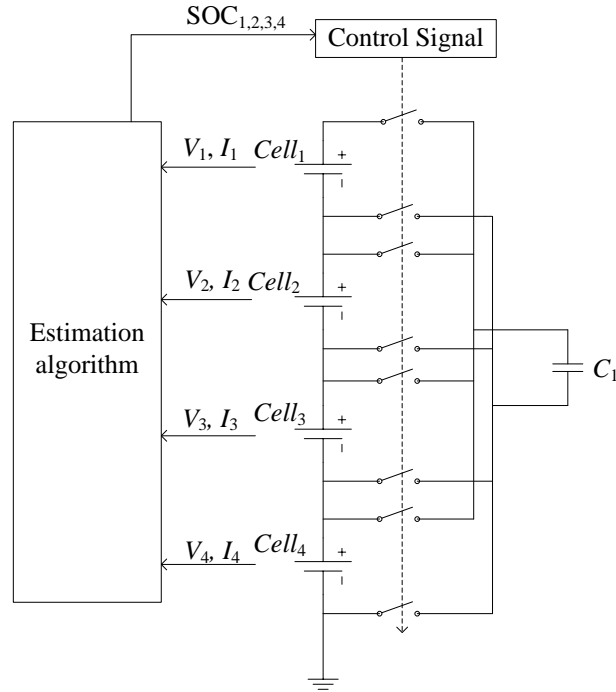 SOC1,2,3,4
Control Signal
V1, I1 Cell1
+
-
V2, I2 Cell2
+
-
Estimation
algorithm
C1
V3, I3 Cell3
+
-
V4, I4 Cell4
+
-